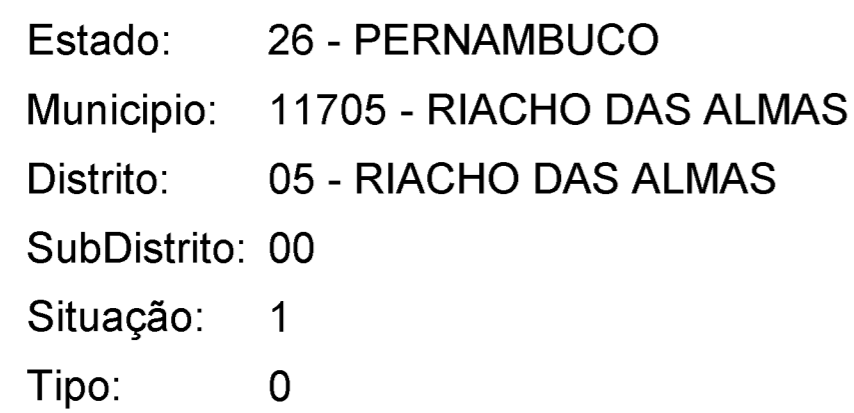 Estado: 26 - PERNAMBUCO
Municipio: 11705 - RIACHO DAS ALMAS
Distrito: 05 - RIACHO DAS ALMAS
SubDistrito: 00
Situação: 1
Tipo: 0